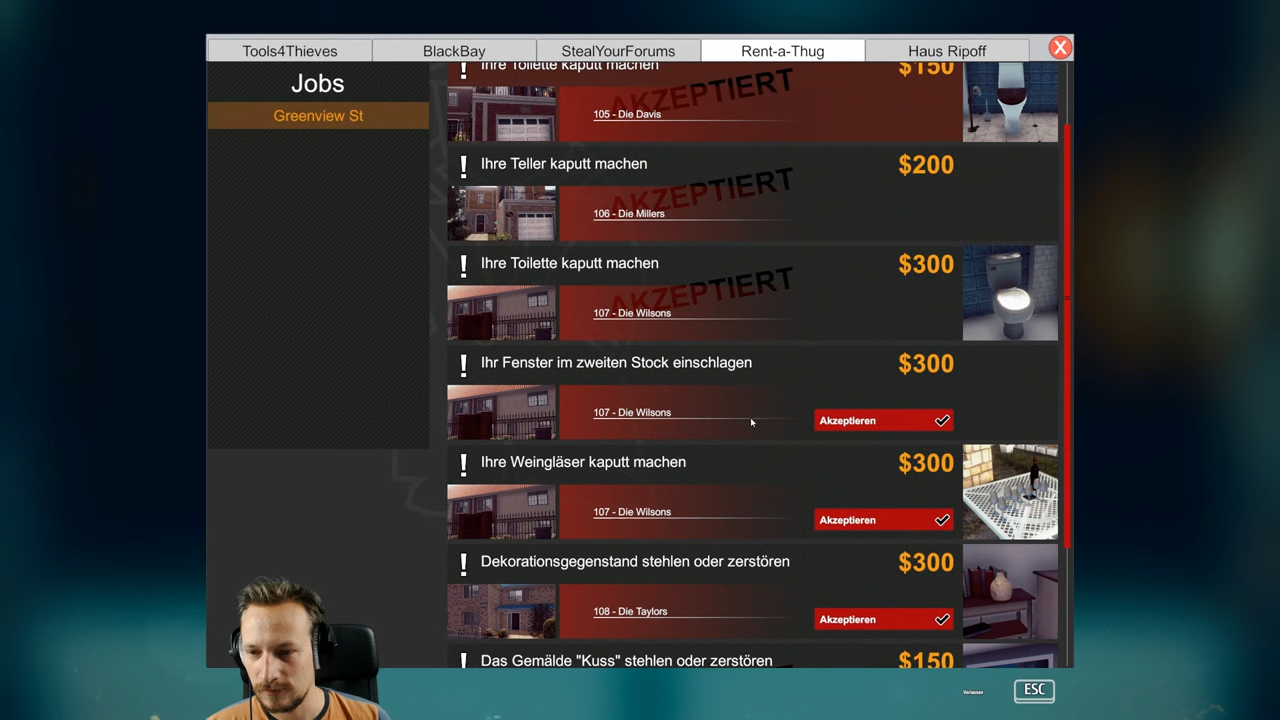 Tools4Thieves
BlackBay
StealYourForums
Rent-a-Thug
Haus Ripoff
X
Jobs
Greenview St
! Ihre Toilette kaputt machen $150
AKZEPTIERT
105 - Die Davis
! Ihre Teller kaputt machen $200
AKZEPTIERT
106 - Die Millers
! Ihre Toilette kaputt machen $300
AKZEPTIERT
107 - Die Wilsons
! Ihr Fenster im zweiten Stock einschlagen $300
107 - Die Wilsons
Akzeptieren
! Ihre Weingläser kaputt machen $300
107 - Die Wilsons
Akzeptieren
! Dekorationsgegenstand stehlen oder zerstören $300
108 - Die Taylors
Akzeptieren
! Das Gemälde "Kuss" stehlen oder zerstören $150
Verlassen ESC